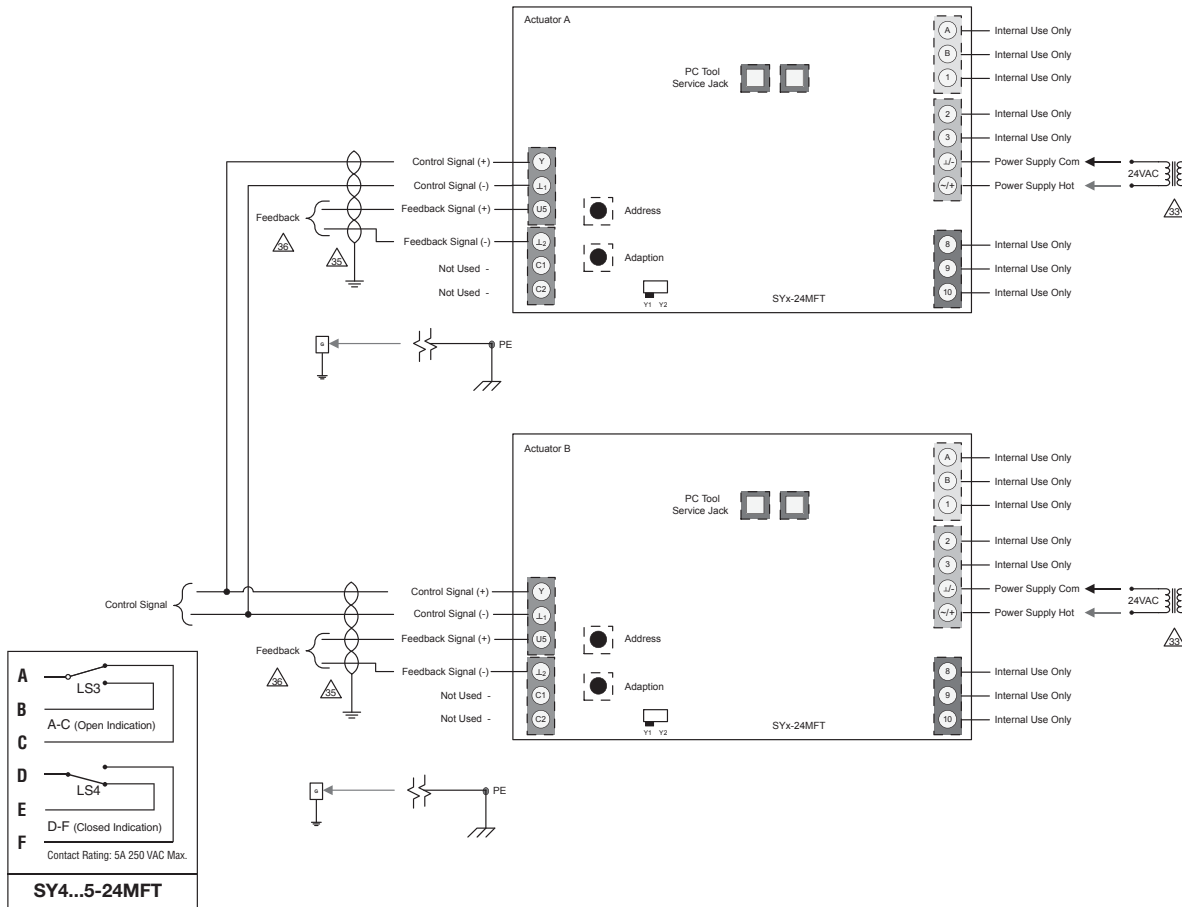 Actuator A
PC Tool
Service Jack
A Internal Use Only
B Internal Use Only
1 Internal Use Only
2 Internal Use Only
3 Internal Use Only
⊥/- Power Supply Com
24VAC
~/+ Power Supply Hot
33
8 Internal Use Only
9 Internal Use Only
10 Internal Use Only
Control Signal (+) Y
Control Signal (-) ⊥1
Feedback Signal (+) U5
Feedback
36
35
Feedback Signal (-) ⊥2
Not Used - C1
Not Used - C2
Address
Adaption
Y1 Y2
SYx-24MFT
G
PE
Actuator B
PC Tool
Service Jack
A Internal Use Only
B Internal Use Only
1 Internal Use Only
2 Internal Use Only
3 Internal Use Only
⊥/- Power Supply Com
24VAC
~/+ Power Supply Hot
33
8 Internal Use Only
9 Internal Use Only
10 Internal Use Only
Control Signal
Control Signal (+) Y
Control Signal (-) ⊥1
Feedback Signal (+) U5
Feedback
36
35
Feedback Signal (-) ⊥2
Not Used - C1
Not Used - C2
Address
Adaption
Y1 Y2
SYx-24MFT
G
PE
A
LS3
B
A-C (Open Indication)
C
D
LS4
E
D-F (Closed Indication)
F
Contact Rating: 5A 250 VAC Max.
SY4...5-24MFT